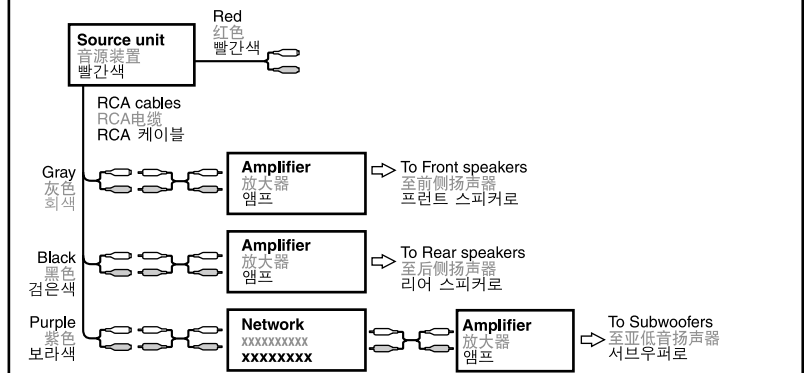 Red
红色
빨간색
Source unit
音源装置
빨간색
RCA cables
RCA电缆
RCA 케이블
Gray
灰色
회색
Amplifier
放大器
앰프
To Front speakers
至前侧扬声器
프런트 스피커로
Black
黑色
검은색
Amplifier
放大器
앰프
To Rear speakers
至后侧扬声器
리어 스피커로
Purple
紫色
보라색
Network
xxxxxxxxxx
xxxxxxxx
Amplifier
放大器
앰프
To Subwoofers
至亚低音扬声器
서브우퍼로